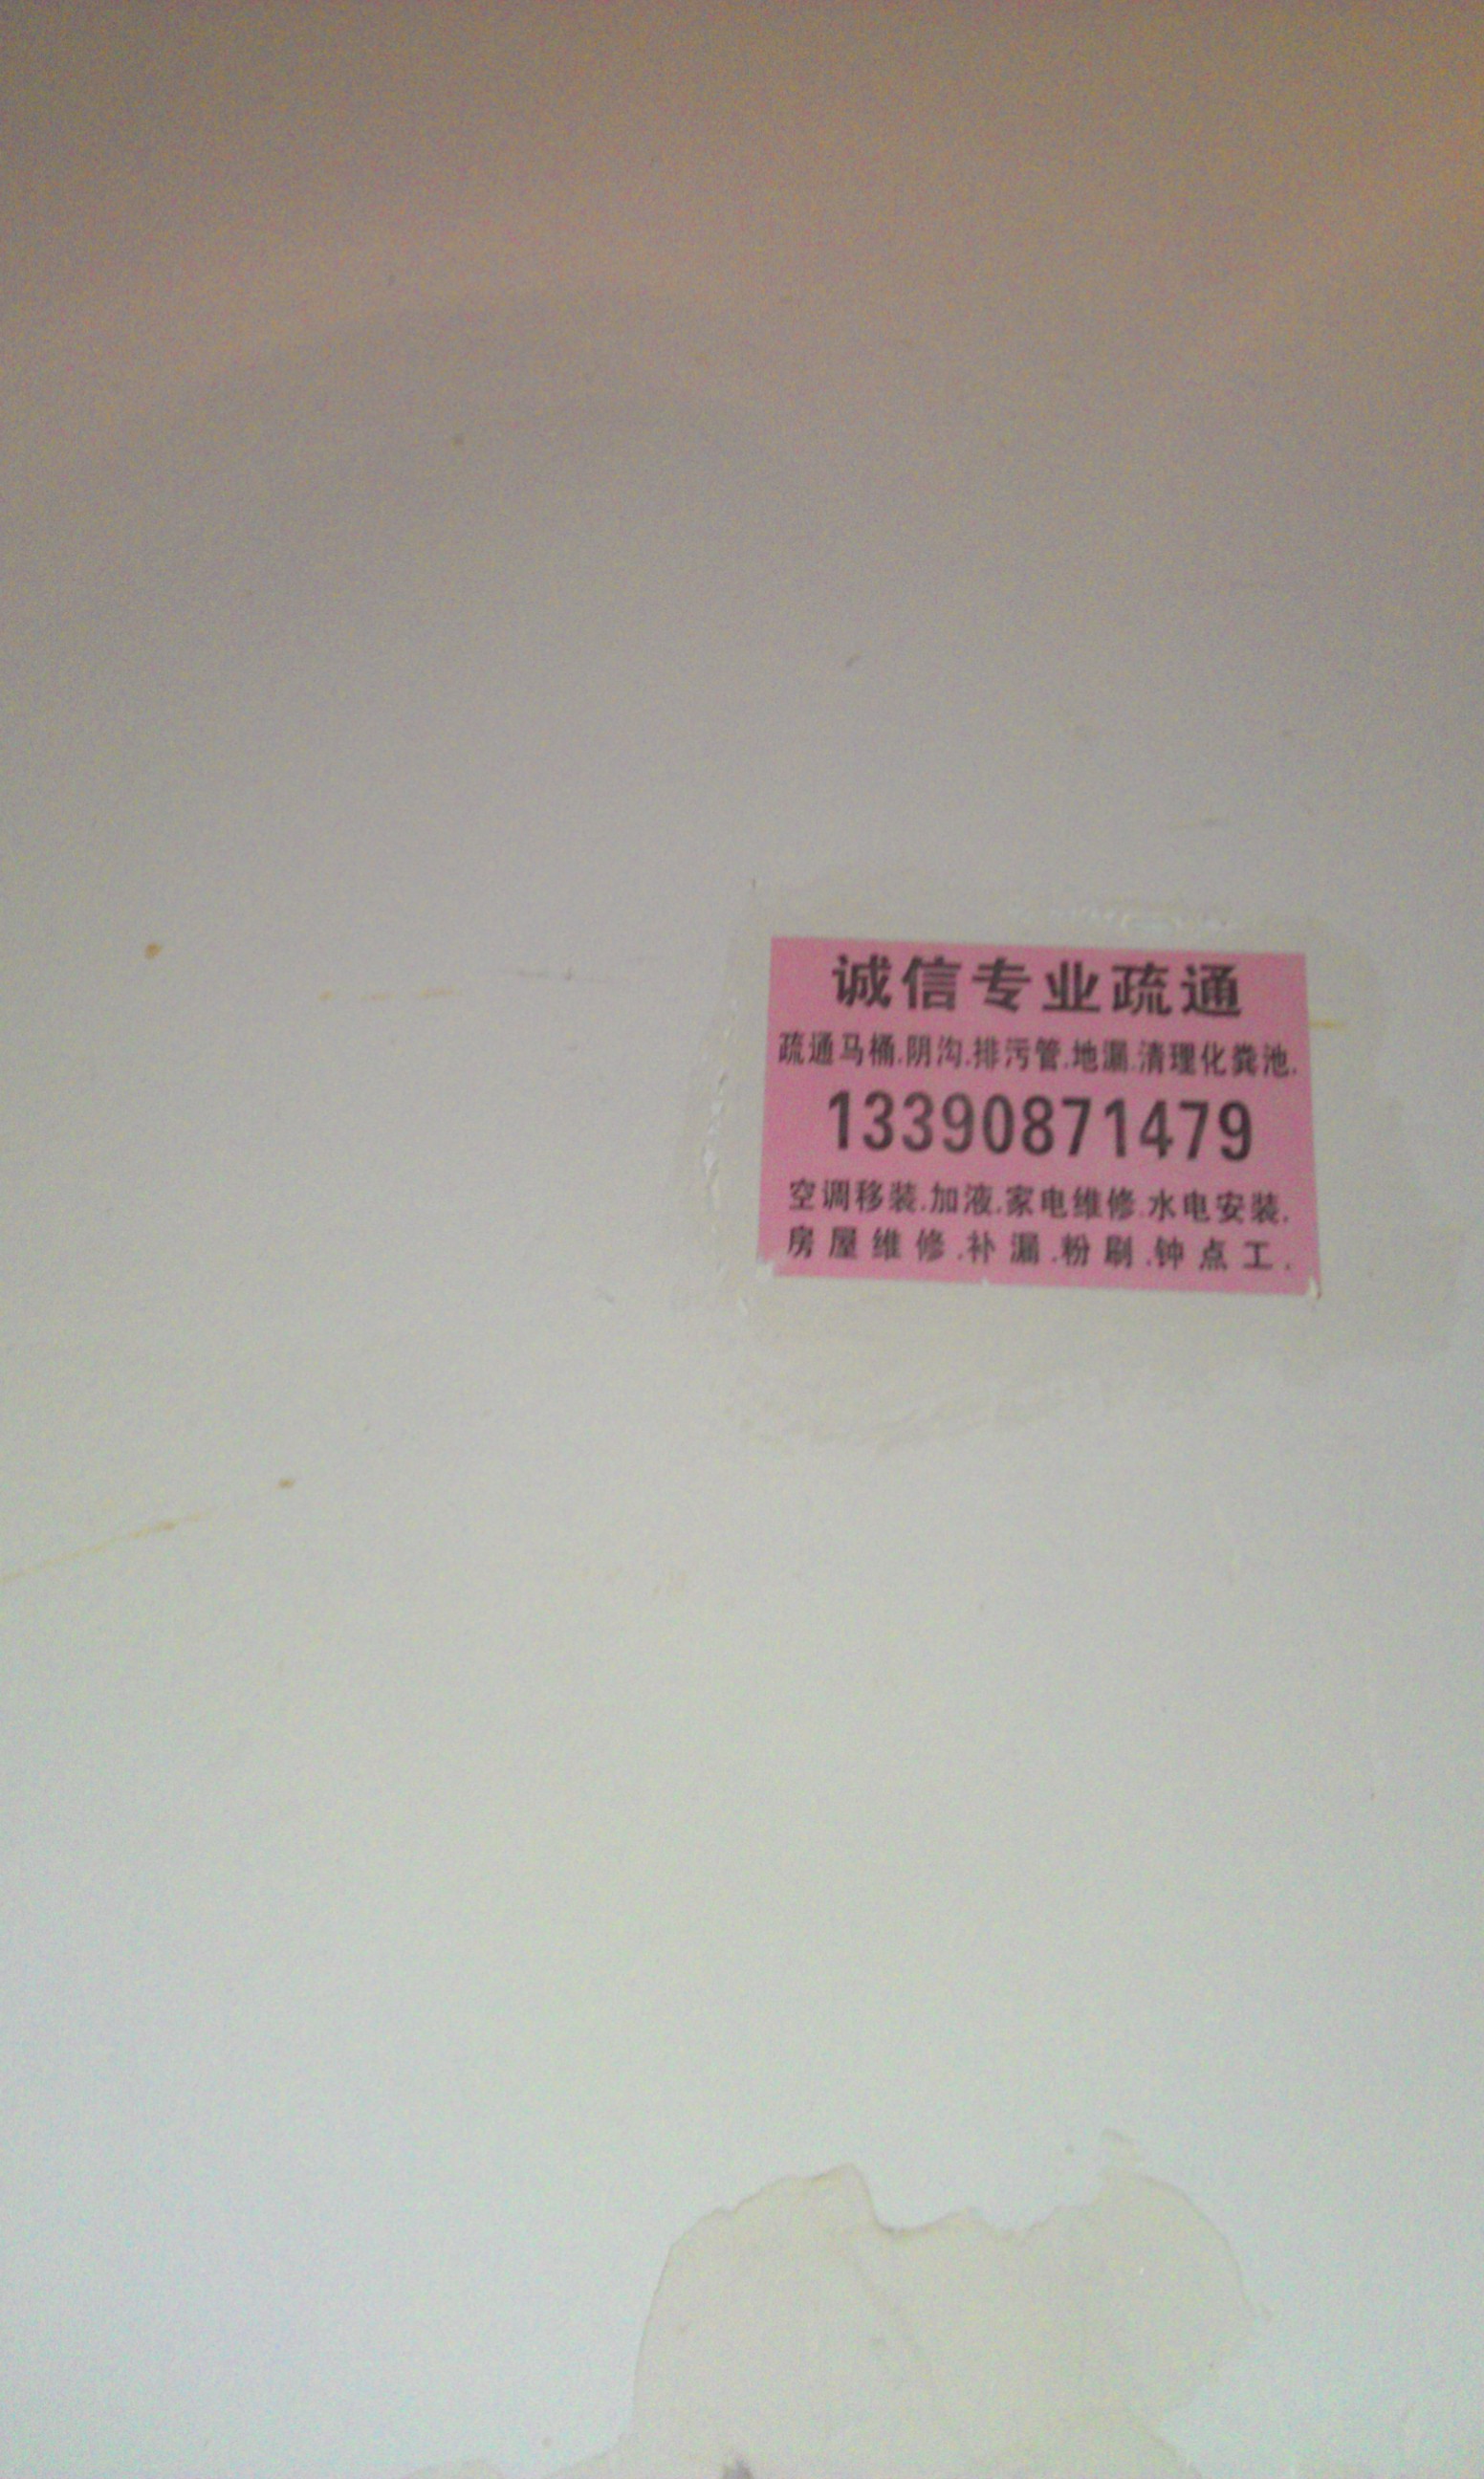 诚信专业疏通
疏通马桶.阴沟.排污管.地漏.清理化粪池.
13390871479
空调移装.加液.家电维修.水电安装.
房屋维修.补漏.粉刷.钟点工.